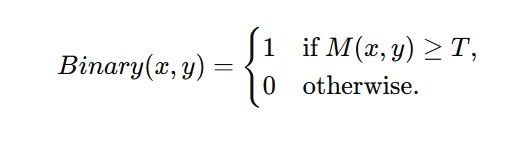 Binary(x, y) = { 1 if M(x, y) ≥ T,
0 otherwise.